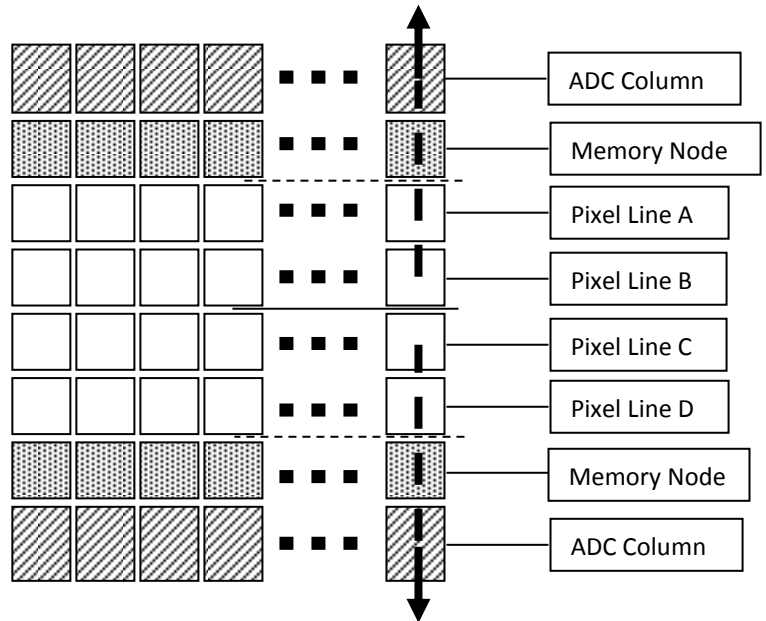 ADC Column
Memory Node
Pixel Line A
Pixel Line B
Pixel Line C
Pixel Line D
Memory Node
ADC Column